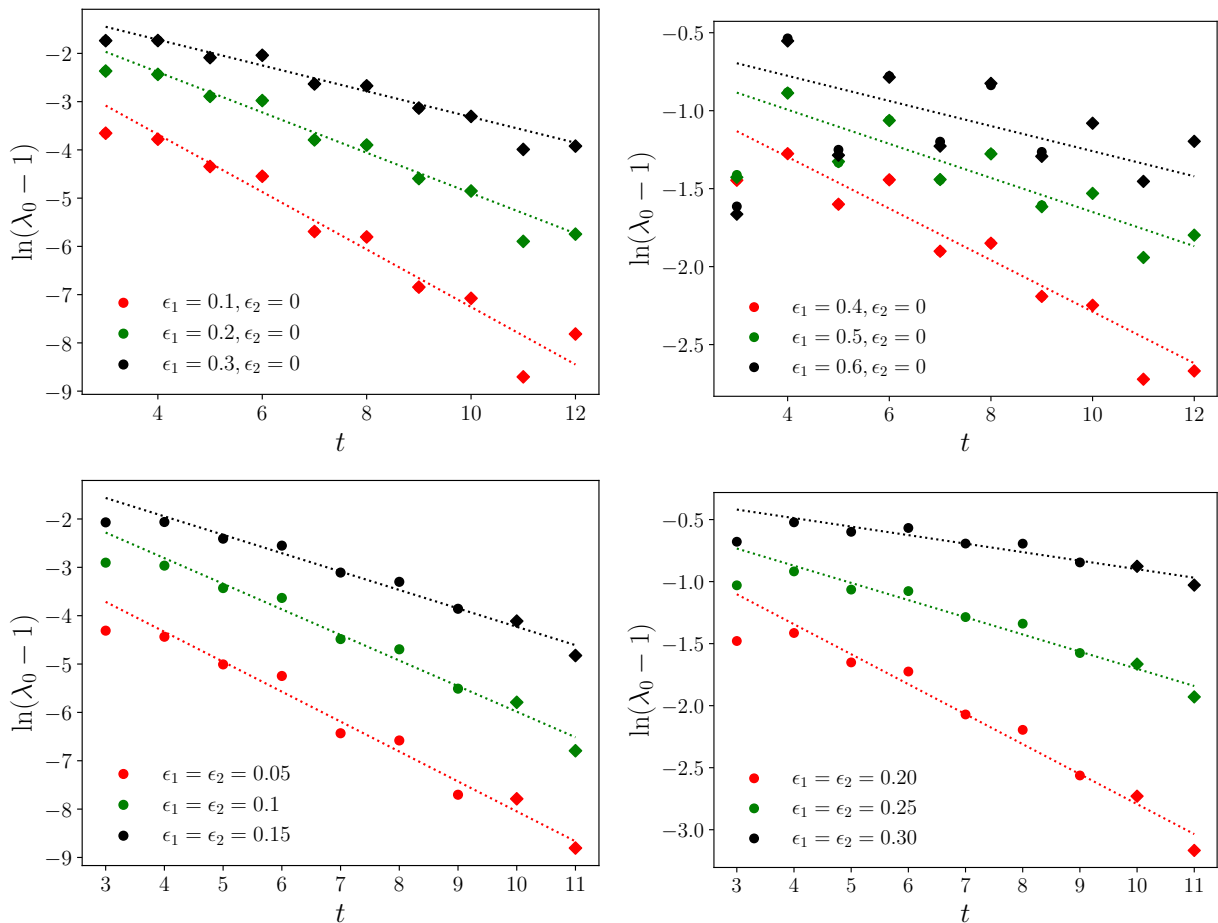 ln(λ₀ − 1)
−2
−3
−4
−5
−6
−7
−8
−9
ϵ₁ = 0.1, ϵ₂ = 0
ϵ₁ = 0.2, ϵ₂ = 0
ϵ₁ = 0.3, ϵ₂ = 0
4 6 8 10 12
t
ln(λ₀ − 1)
−0.5
−1.0
−1.5
−2.0
−2.5
ϵ₁ = 0.4, ϵ₂ = 0
ϵ₁ = 0.5, ϵ₂ = 0
ϵ₁ = 0.6, ϵ₂ = 0
4 6 8 10 12
t
ln(λ₀ − 1)
−2
−3
−4
−5
−6
−7
−8
−9
ϵ₁ = ϵ₂ = 0.05
ϵ₁ = ϵ₂ = 0.1
ϵ₁ = ϵ₂ = 0.15
3 4 5 6 7 8 9 10 11
t
ln(λ₀ − 1)
−0.5
−1.0
−1.5
−2.0
−2.5
−3.0
ϵ₁ = ϵ₂ = 0.20
ϵ₁ = ϵ₂ = 0.25
ϵ₁ = ϵ₂ = 0.30
3 4 5 6 7 8 9 10 11
t